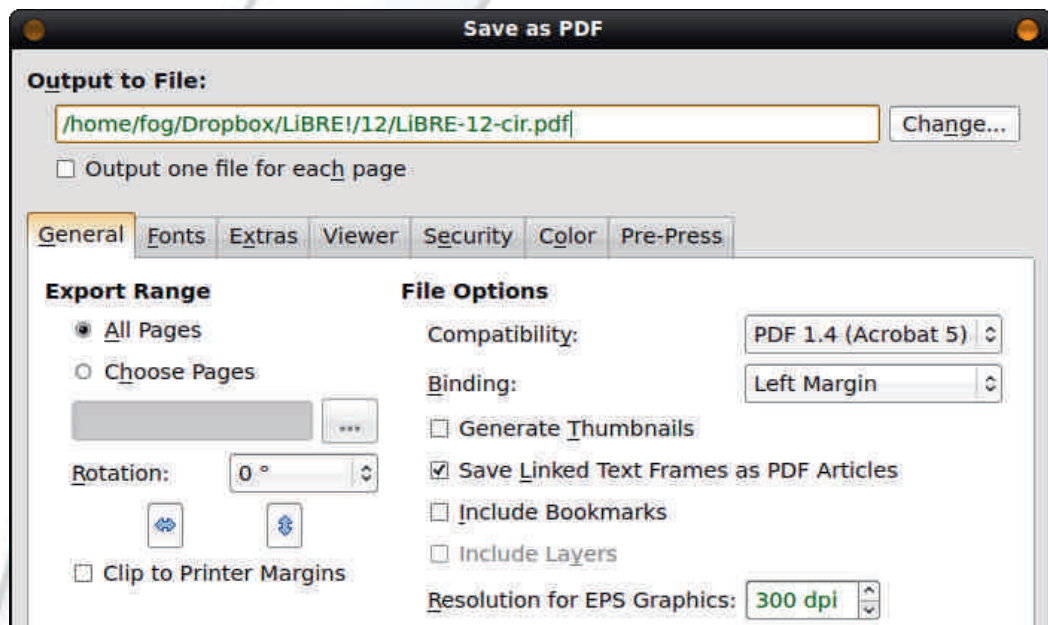 Save as PDF
Output to File:
/home/fog/Dropbox/LiBRE!/12/LiBRE-12-cir.pdf
Change...
Output one file for each page
General Fonts Extras Viewer Security Color Pre-Press
Export Range
All Pages
Choose Pages
...
Rotation: 0 °
Clip to Printer Margins
File Options
Compatibility: PDF 1.4 (Acrobat 5)
Binding: Left Margin
Generate Thumbnails
Save Linked Text Frames as PDF Articles
Include Bookmarks
Include Layers
Resolution for EPS Graphics: 300 dpi